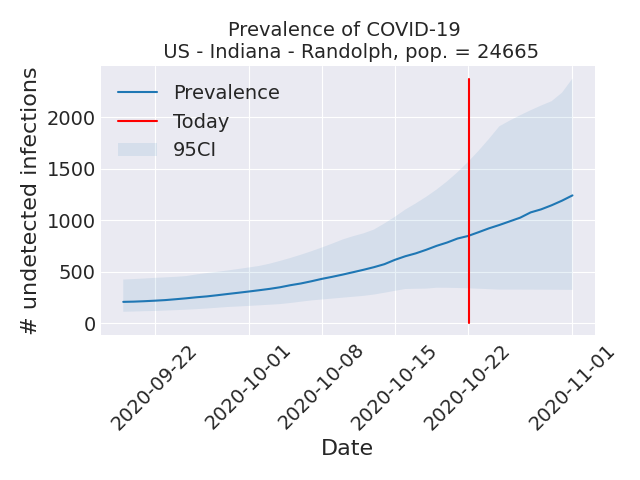 Prevalence of COVID-19
US - Indiana - Randolph, pop. = 24665
Prevalence
Today
95CI
# undetected infections
2000
1500
1000
500
0
2020-09-22
2020-10-01
2020-10-08
2020-10-15
2020-10-22
2020-11-01
Date